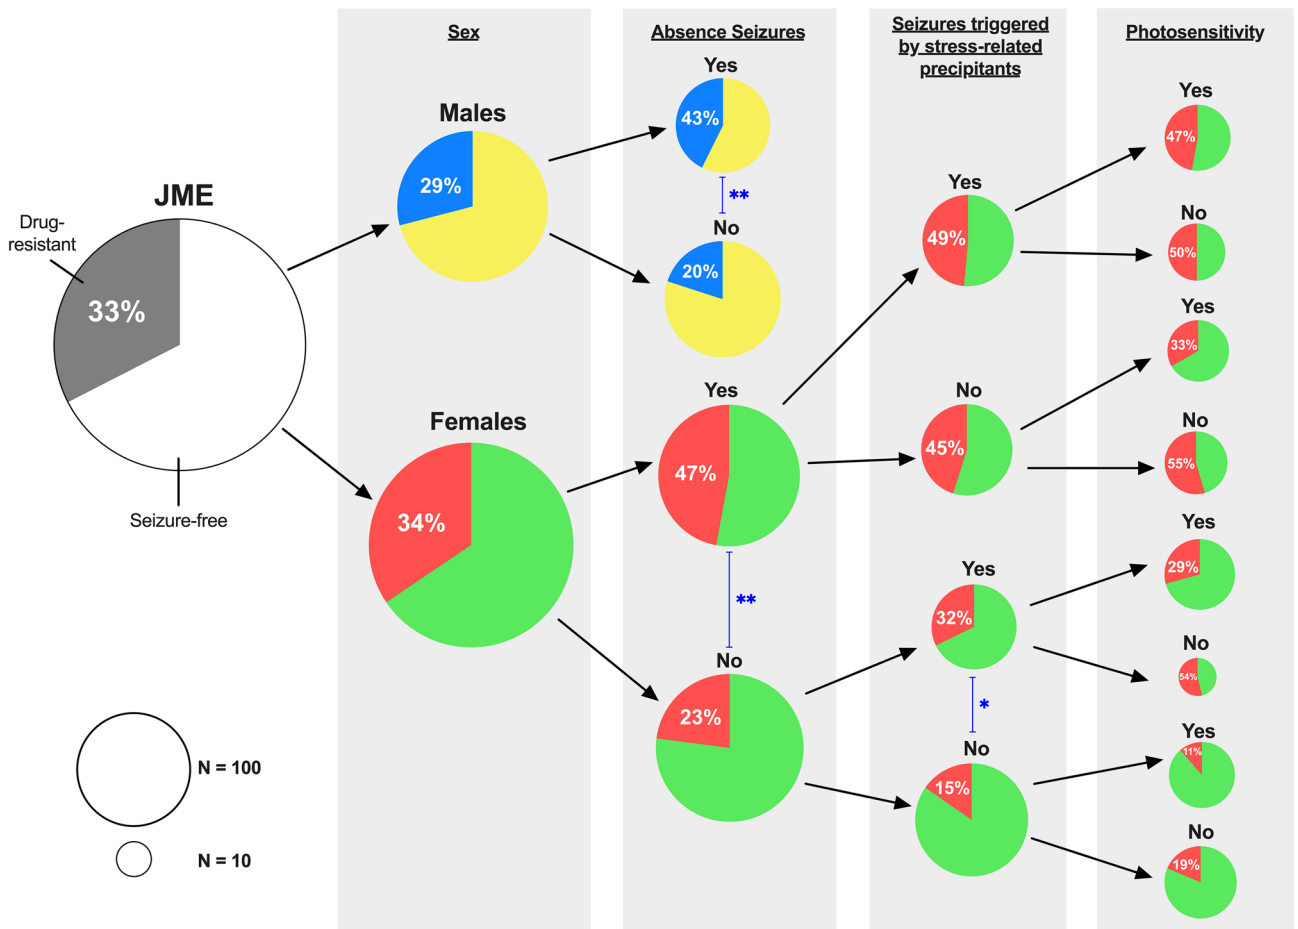 Sex
Absence Seizures
Seizures triggered
by stress-related
precipitants
Photosensitivity
JME
Drug-
resistant
33%
Seizure-free
Males
29%
Females
34%
Yes
43%
**
No
20%
Yes
47%
**
No
23%
Yes
49%
No
45%
Yes
32%
*
No
15%
Yes
47%
No
50%
Yes
33%
No
55%
Yes
29%
No
54%
Yes
11%
No
19%
N = 100
N = 10